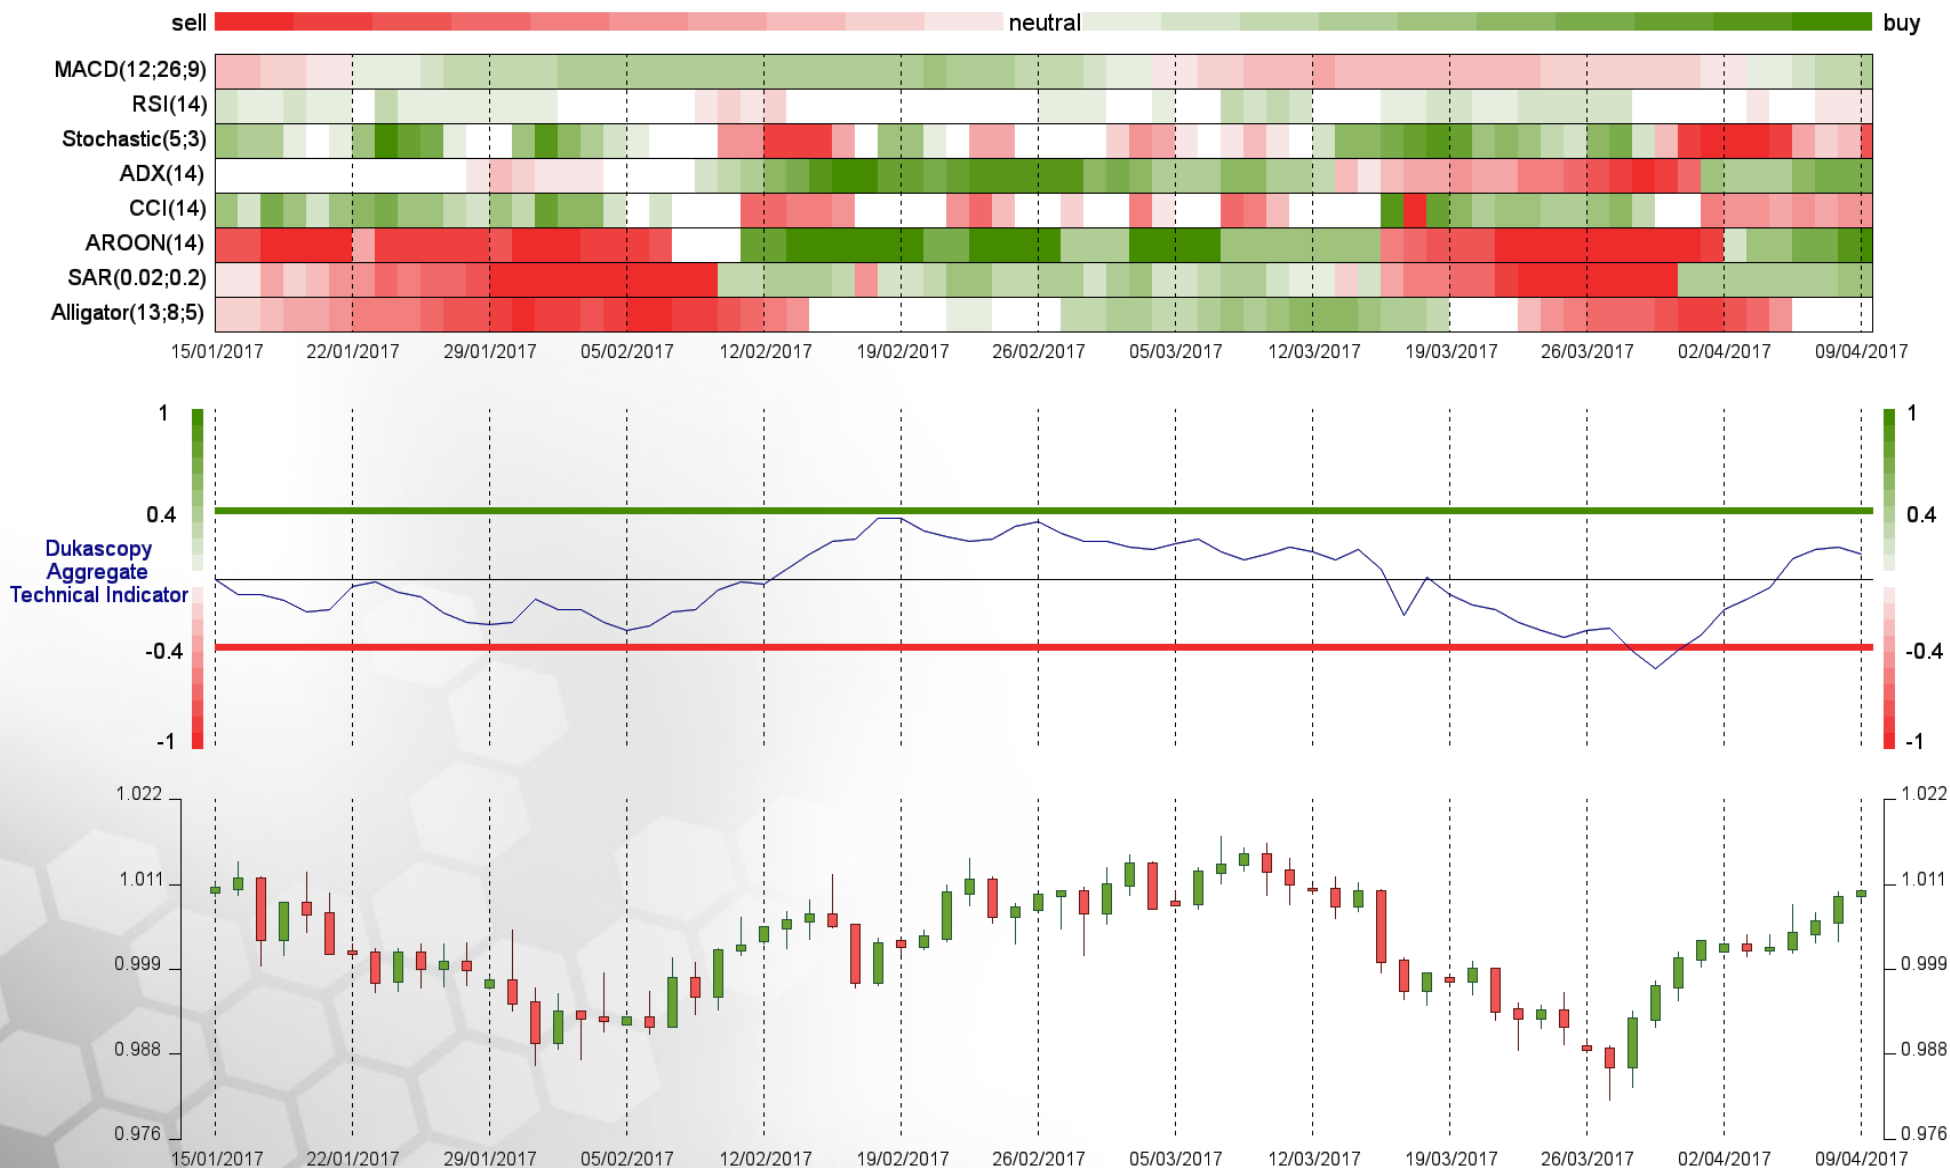 sell neutral buy
MACD(12;26;9)
RSI(14)
Stochastic(5;3)
ADX(14)
CCI(14)
AROON(14)
SAR(0.02;0.2)
Alligator(13;8;5)
15/01/2017 22/01/2017 29/01/2017 05/02/2017 12/02/2017 19/02/2017 26/02/2017 05/03/2017 12/03/2017 19/03/2017 26/03/2017 02/04/2017 09/04/2017
1 1
0.4 0.4
Dukascopy
Aggregate
Technical Indicator
-0.4 -0.4
-1 -1
1.022 1.022
1.011 1.011
0.999 0.999
0.988 0.988
0.976 0.976
15/01/2017 22/01/2017 29/01/2017 05/02/2017 12/02/2017 19/02/2017 26/02/2017 05/03/2017 12/03/2017 19/03/2017 26/03/2017 02/04/2017 09/04/2017